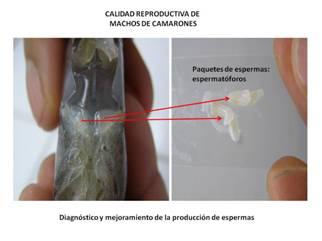 CALIDAD REPRODUCTIVA DE
MACHOS DE CAMARONES
Paquetes de espermas:
espermatóforos
Diagnóstico y mejoramiento de la producción de espermas